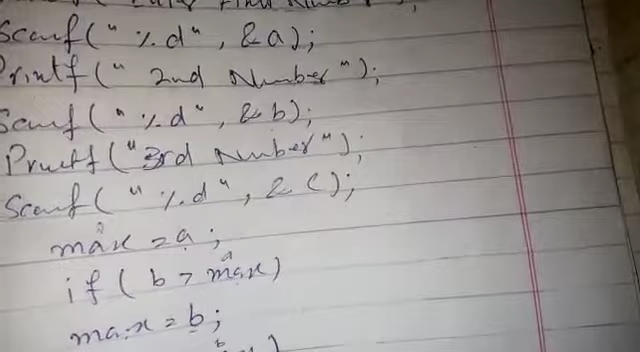 Scanf("%d", &a);
Printf(" 2nd Number");
Scanf("%d", &b);
Printf("3rd Number");
Scanf("%d", &c);
a
max = a;
a
if ( b > max)
max = b;
b